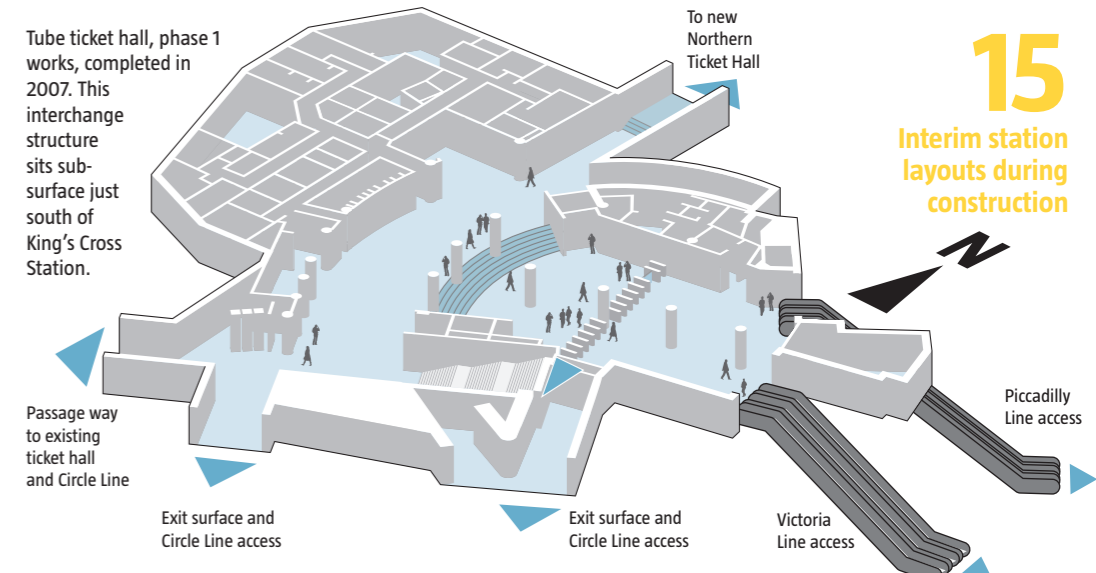 Tube ticket hall, phase 1
works, completed in
2007. This
interchange
structure
sits sub-
surface just
south of
King’s Cross
Station.
To new
Northern
Ticket Hall
15
Interim station
layouts during
construction
N
Passage way
to existing
ticket hall
and Circle Line
Exit surface and
Circle Line access
Exit surface and
Circle Line access
Victoria
Line access
Piccadilly
Line access